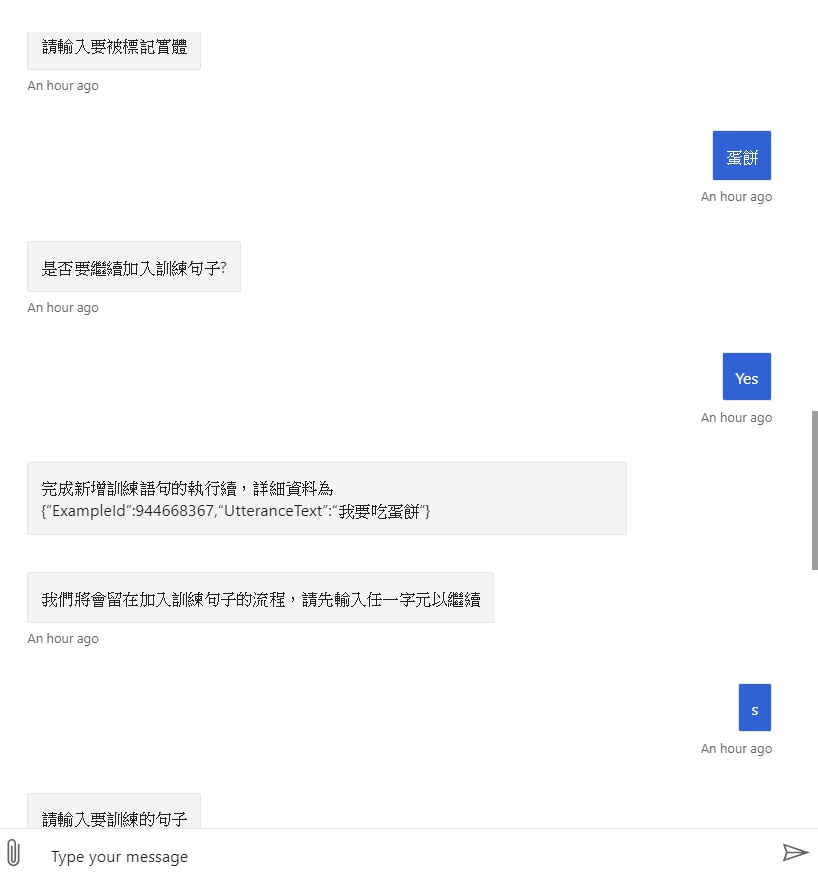 請輸入要被標記實體
An hour ago
蛋餅
An hour ago
是否要繼續加入訓練句子?
An hour ago
Yes
An hour ago
完成新增訓練語句的執行續，詳細資料為
{"ExampleId":944668367,"UtteranceText":"我要吃蛋餅"}
我們將會留在加入訓練句子的流程，請先輸入任一字元以繼續
An hour ago
s
An hour ago
請輸入要訓練的句子
Type your message